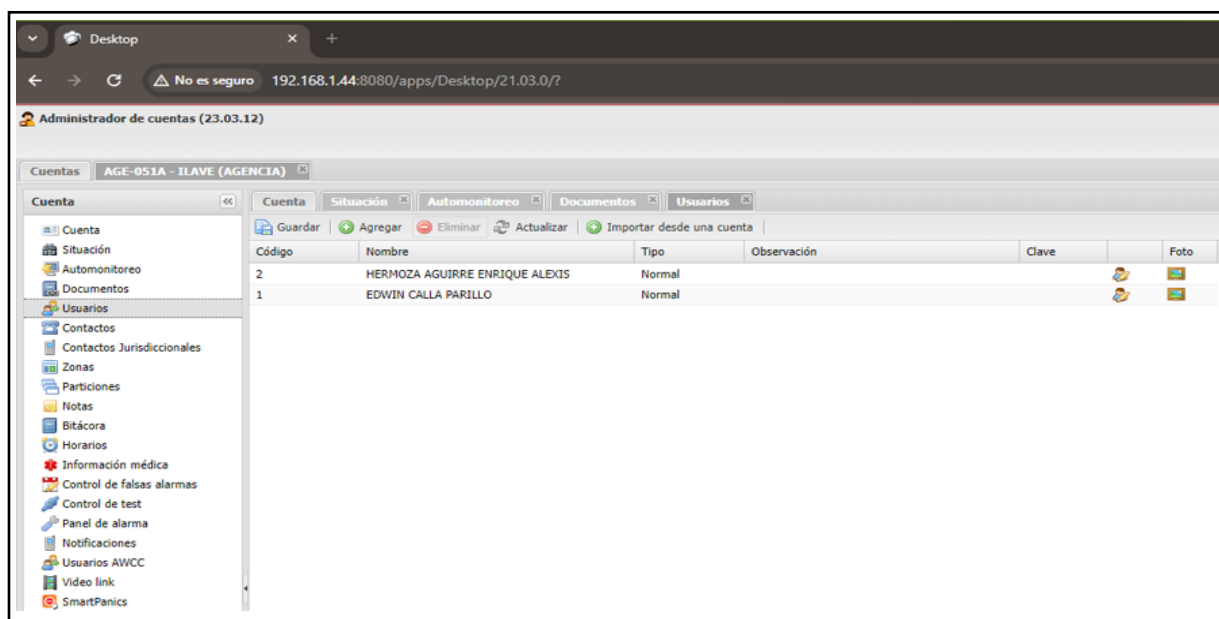 Desktop
No es seguro 192.168.1.44:8080/apps/Desktop/21.03.0/?
Administrador de cuentas (23.03.12)
Cuentas AGE-051A - ILAVE (AGENCIA)
Cuenta
Cuenta
Situación
Automonitoreo
Documentos
Usuarios
Contactos
Contactos Jurisdiccionales
Zonas
Particiones
Notas
Bitácora
Horarios
Información médica
Control de falsas alarmas
Control de test
Panel de alarma
Notificaciones
Usuarios AWCC
Video link
SmartPanics
Cuenta Situación Automonitoreo Documentos Usuarios
Guardar Agregar Eliminar Actualizar Importar desde una cuenta
Código Nombre Tipo Observación Clave Foto
2 HERMOZA AGUIRRE ENRIQUE ALEXIS Normal
1 EDWIN CALLA PARILLO Normal